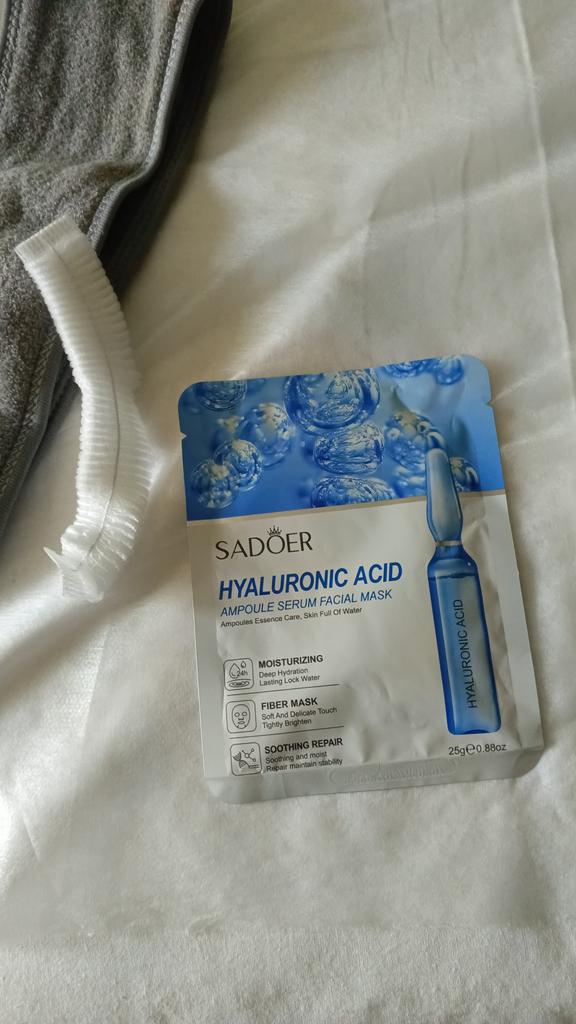 SADOER
HYALURONIC ACID
AMPOULE SERUM FACIAL MASK
Ampoules Essence Care, Skin Full Of Water
24h
MOISTURIZING
Deep Hydration
Lasting Lock Water
FIBER MASK
Soft And Delicate Touch
Tightly Brighten
SOOTHING REPAIR
Soothing and moist
Repair maintain stability
HYALURONIC ACID
25g℮0.88oz